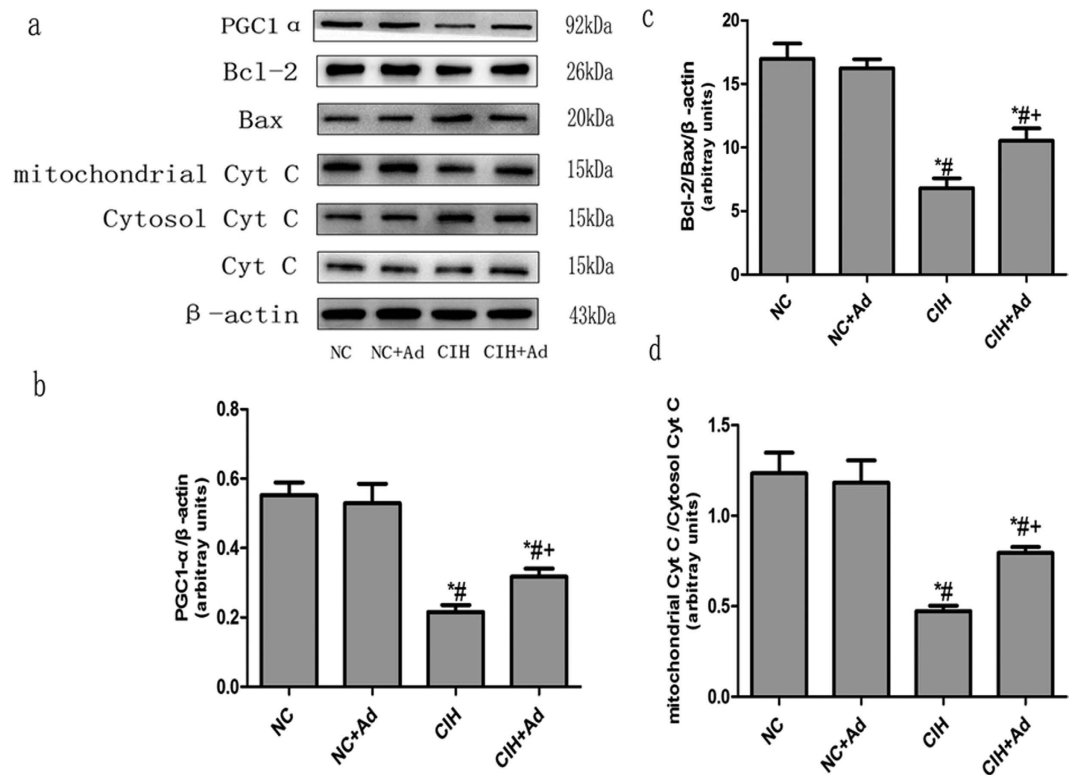 a
PGC1 α 92kDa
Bcl-2 26kDa
Bax 20kDa
mitochondrial Cyt C 15kDa
Cytosol Cyt C 15kDa
Cyt C 15kDa
β-actin 43kDa
NC NC+Ad CIH CIH+Ad
b
PGC1-α/β-actin
(arbitray units)
0.8
0.6
0.4
0.2
0.0
*#
*#+
NC NC+Ad CIH CIH+Ad
c
Bcl-2/Bax/β-actin
(arbitray units)
20
15
10
5
0
*#
*#+
NC NC+Ad CIH CIH+Ad
d
mitochondrial Cyt C /Cytosol Cyt C
(arbitray units)
1.5
1.0
0.5
0.0
*#
*#+
NC NC+Ad CIH CIH+Ad